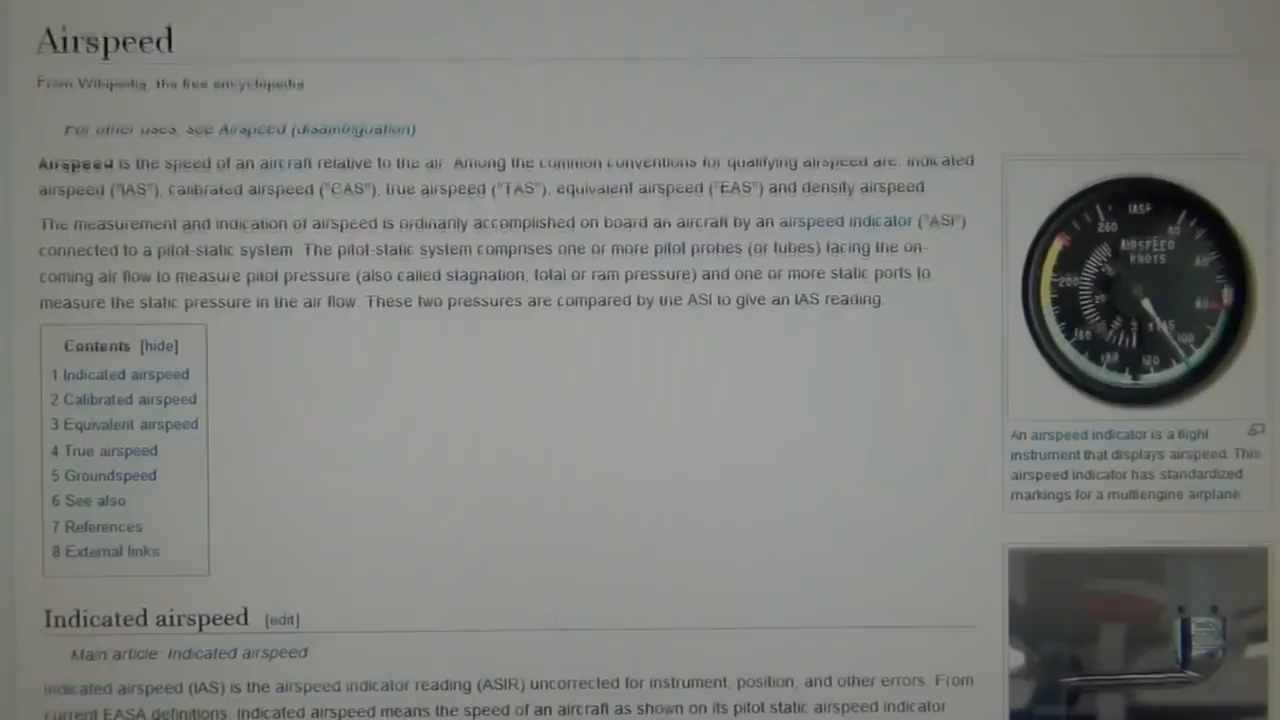 Airspeed
From Wikipedia, the free encyclopedia
For other uses, see Airspeed (disambiguation)
Airspeed is the speed of an aircraft relative to the air. Among the common conventions for qualifying airspeed are: indicated
airspeed ("IAS"), calibrated airspeed ("CAS"), true airspeed ("TAS"), equivalent airspeed ("EAS") and density airspeed.
The measurement and indication of airspeed is ordinarily accomplished on board an aircraft by an airspeed indicator ("ASI")
connected to a pitot-static system. The pitot-static system comprises one or more pitot probes (or tubes) facing the on-
coming air flow to measure pitot pressure (also called stagnation, total or ram pressure) and one or more static ports to
measure the static pressure in the air flow. These two pressures are compared by the ASI to give an IAS reading.
Contents [hide]
1 Indicated airspeed
2 Calibrated airspeed
3 Equivalent airspeed
4 True airspeed
5 Groundspeed
6 See also
7 References
8 External links
Indicated airspeed [edit]
Main article: Indicated airspeed
Indicated airspeed (IAS) is the airspeed indicator reading (ASIR) uncorrected for instrument, position, and other errors. From
current EASA definitions: Indicated airspeed means the speed of an aircraft as shown on its pitot static airspeed indicator
IAS
260
40
AIRSPEED
KNOTS
200
TAS
100
120
An airspeed indicator is a flight
instrument that displays airspeed. This
airspeed indicator has standardized
markings for a multiengine airplane